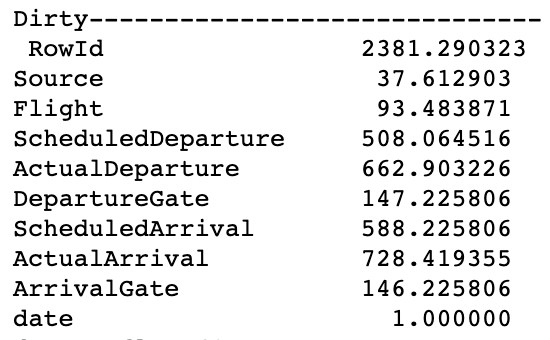 Dirty------------------------------
RowId 2381.290323
Source 37.612903
Flight 93.483871
ScheduledDeparture 508.064516
ActualDeparture 662.903226
DepartureGate 147.225806
ScheduledArrival 588.225806
ActualArrival 728.419355
ArrivalGate 146.225806
date 1.000000